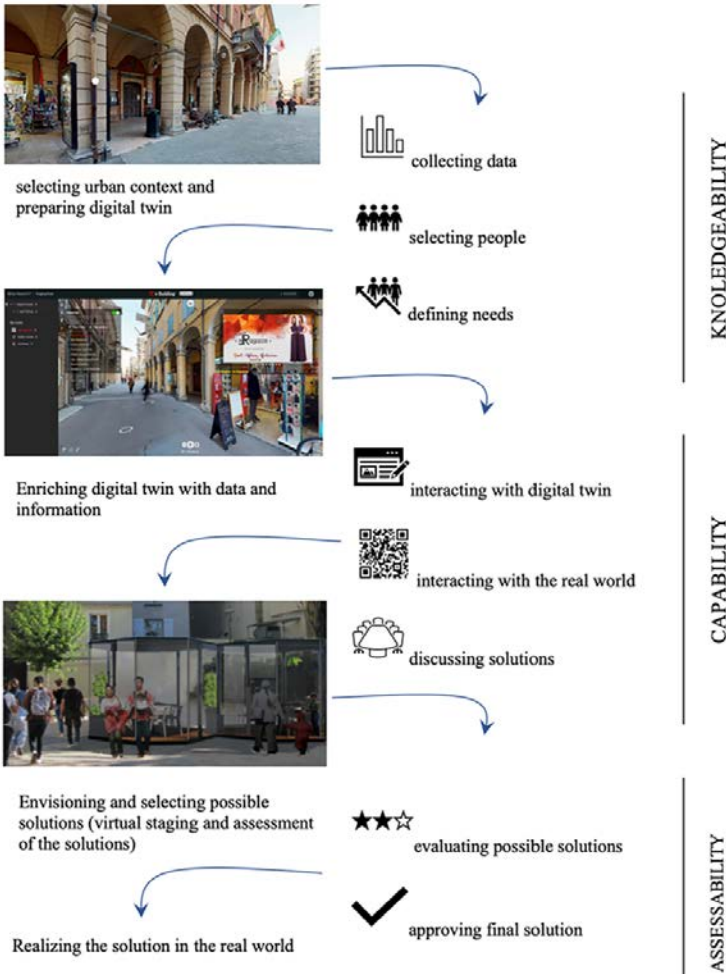 selecting urban context and
preparing digital twin
collecting data
selecting people
defining needs
KNOLEDGEABILITY
Enriching digital twin with data and
information
interacting with digital twin
interacting with the real world
discussing solutions
CAPABILITY
Envisioning and selecting possible
solutions (virtual staging and assessment
of the solutions)
evaluating possible solutions
approving final solution
Realizing the solution in the real world
ASSESSABILITY